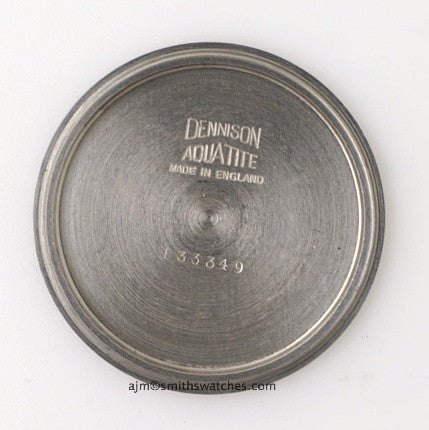 DENNISON
AQUATITE
MADE IN ENGLAND
133349
ajm©smithswatches.com